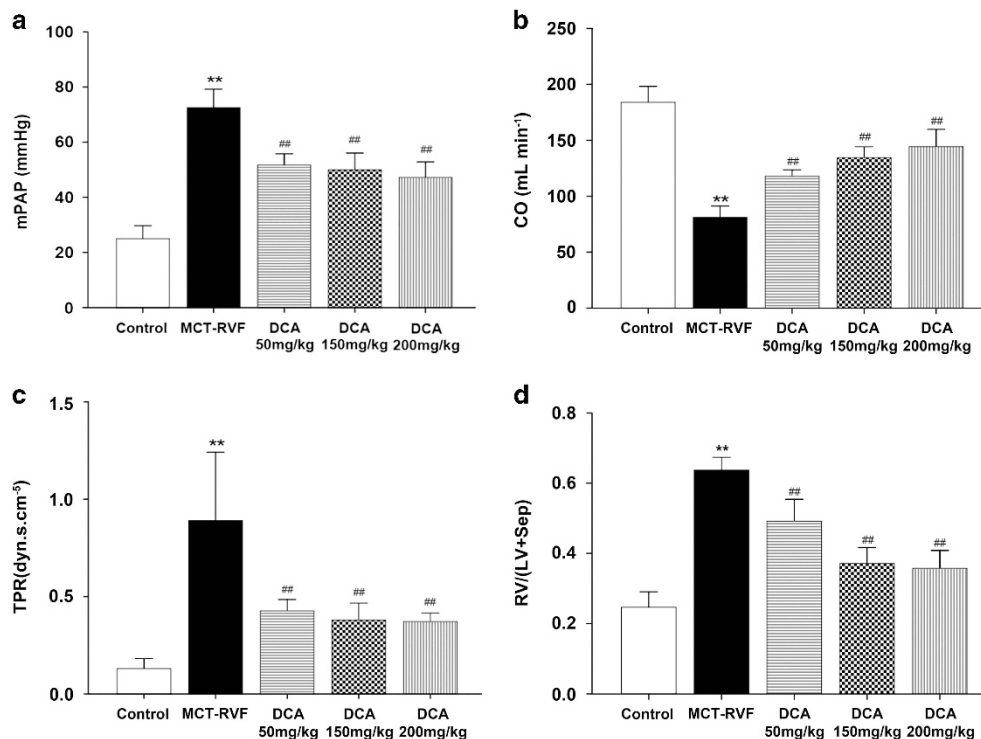 a
mPAP (mmHg)
100
80
60
40
20
0
**
##
##
##
Control
MCT-RVF
DCA
50mg/kg
DCA
150mg/kg
DCA
200mg/kg
b
CO (mL min⁻¹)
250
200
150
100
50
0
**
##
##
##
Control
MCT-RVF
DCA
50mg/kg
DCA
150mg/kg
DCA
200mg/kg
c
TPR(dyn.s.cm⁻⁵)
1.5
1.0
0.5
0.0
**
##
##
##
Control
MCT-RVF
DCA
50mg/kg
DCA
150mg/kg
DCA
200mg/kg
d
RV/(LV+Sep)
0.8
0.6
0.4
0.2
0.0
**
##
##
##
Control
MCT-RVF
DCA
50mg/kg
DCA
150mg/kg
DCA
200mg/kg